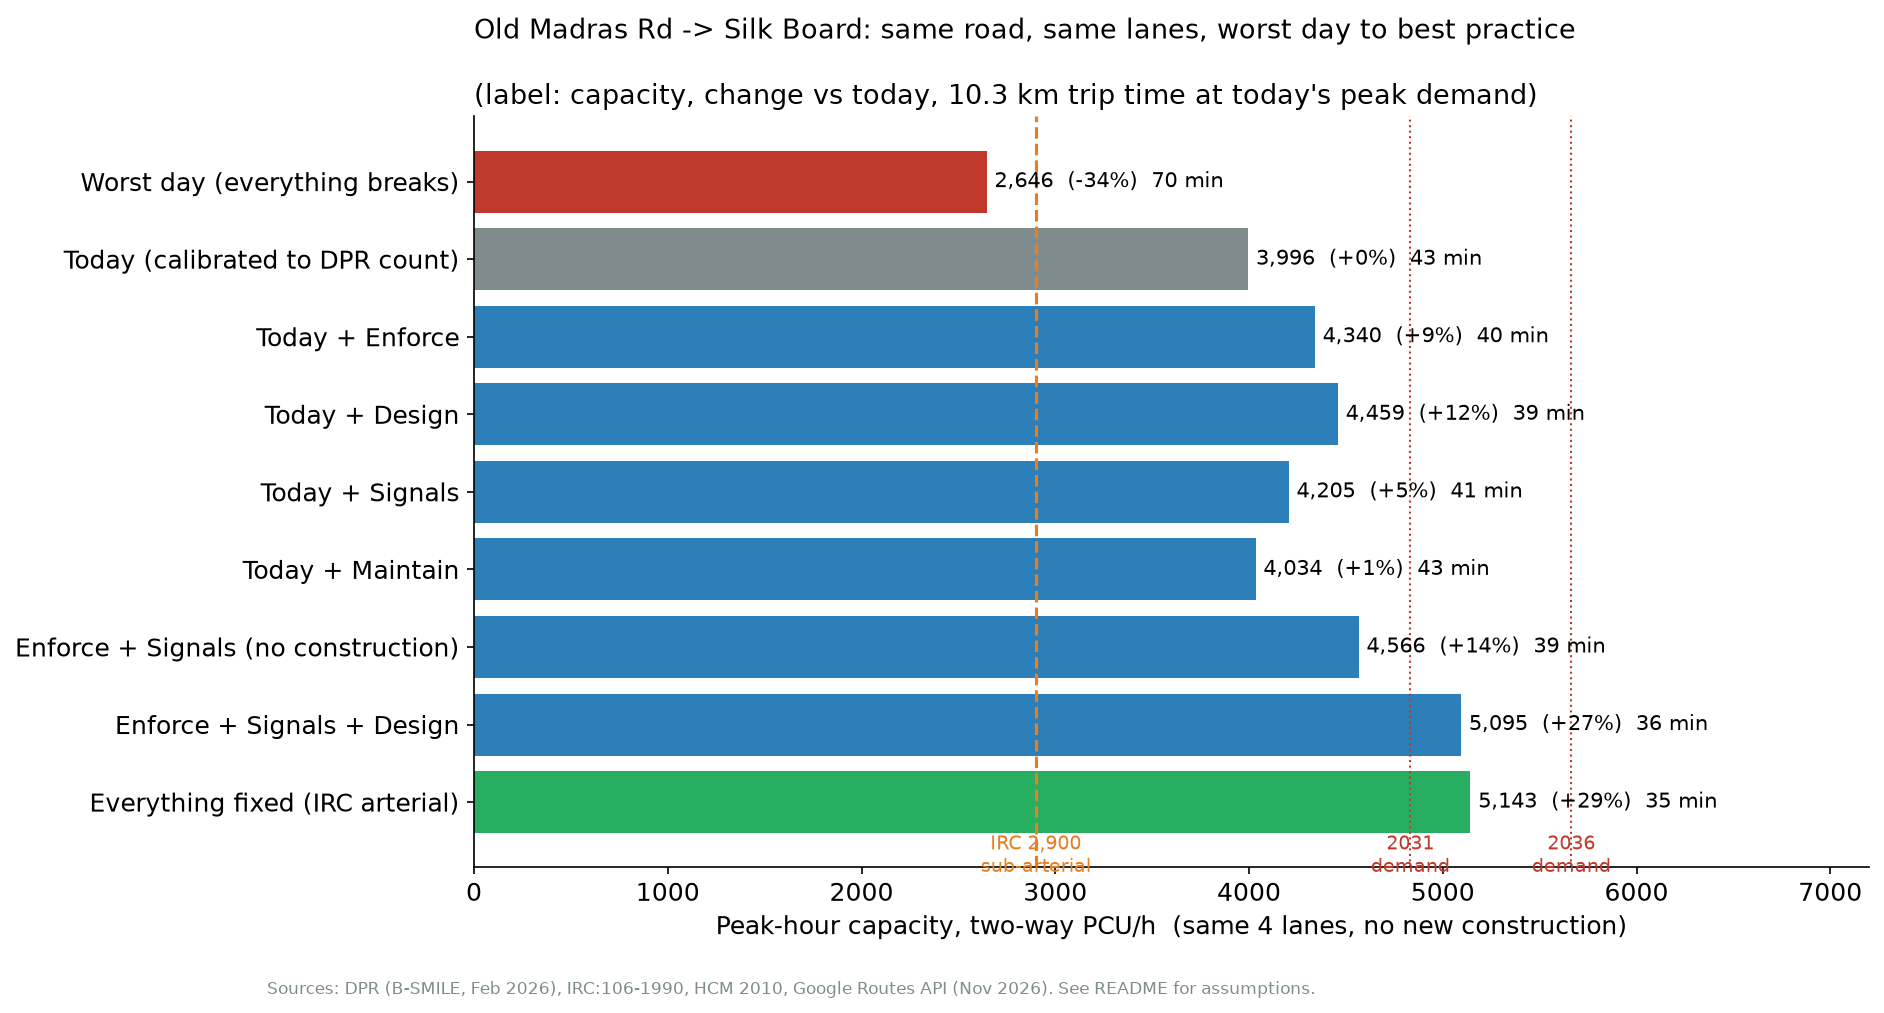 Old Madras Rd -> Silk Board: same road, same lanes, worst day to best practice
(label: capacity, change vs today, 10.3 km trip time at today's peak demand)
Worst day (everything breaks)
2,646 (-34%) 70 min
Today (calibrated to DPR count)
3,996 (+0%) 43 min
Today + Enforce
4,340 (+9%) 40 min
Today + Design
4,459 (+12%) 39 min
Today + Signals
4,205 (+5%) 41 min
Today + Maintain
4,034 (+1%) 43 min
Enforce + Signals (no construction)
4,566 (+14%) 39 min
Enforce + Signals + Design
5,095 (+27%) 36 min
Everything fixed (IRC arterial)
5,143 (+29%) 35 min
IRC 2,900
sub-arterial
2031
demand
2036
demand
0 1000 2000 3000 4000 5000 6000 7000
Peak-hour capacity, two-way PCU/h (same 4 lanes, no new construction)
Sources: DPR (B-SMILE, Feb 2026), IRC:106-1990, HCM 2010, Google Routes API (Nov 2026). See README for assumptions.